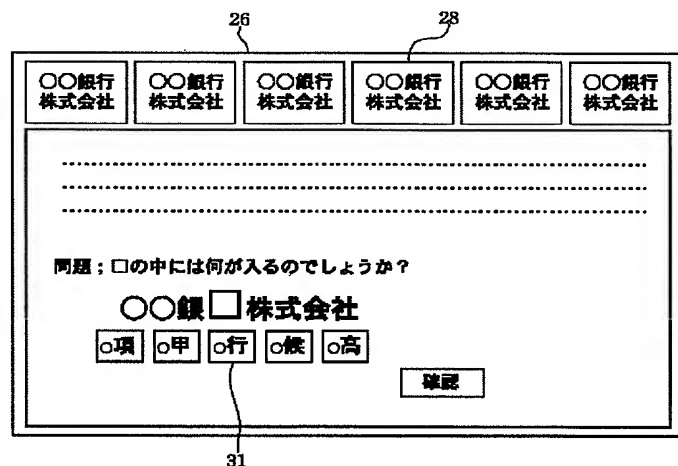 26
28
○○銀行 ○○銀行 ○○銀行 ○○銀行 ○○銀行 ○○銀行
株式会社 株式会社 株式会社 株式会社 株式会社 株式会社
問題；□の中には何が入るのでしょうか？
○○銀□株式会社
○項 ○甲 ○行 ○候 ○高
確認
31